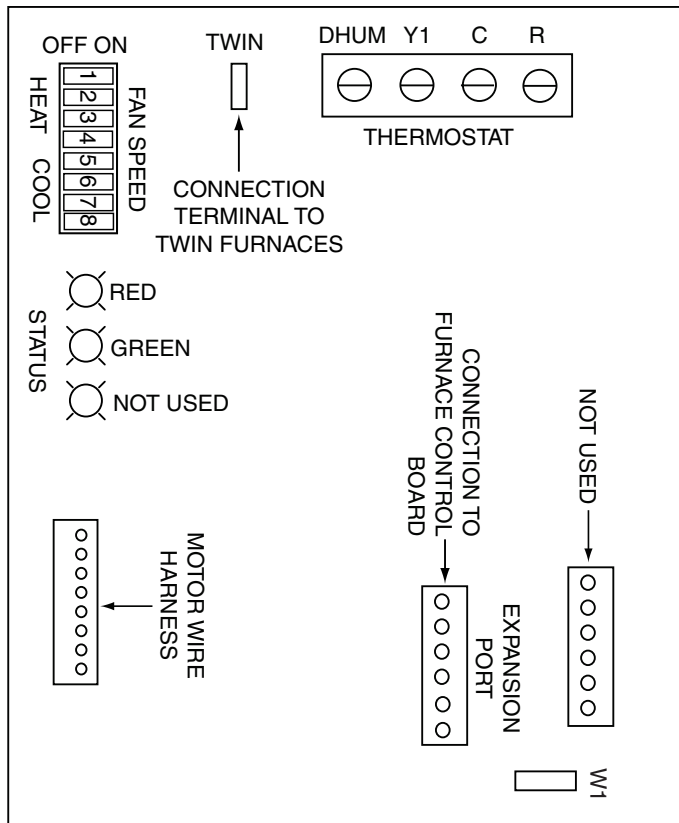 OFF ON
TWIN
DHUM Y1 C R
1
2
3
4
5
6
7
8
HEAT COOL
FAN SPEED
THERMOSTAT
CONNECTION
TERMINAL TO
TWIN FURNACES
STATUS
RED
GREEN
NOT USED
CONNECTION TO
FURNACE CONTROL
BOARD
NOT USED
MOTOR WIRE
HARNESS
EXPANSION
PORT
W1